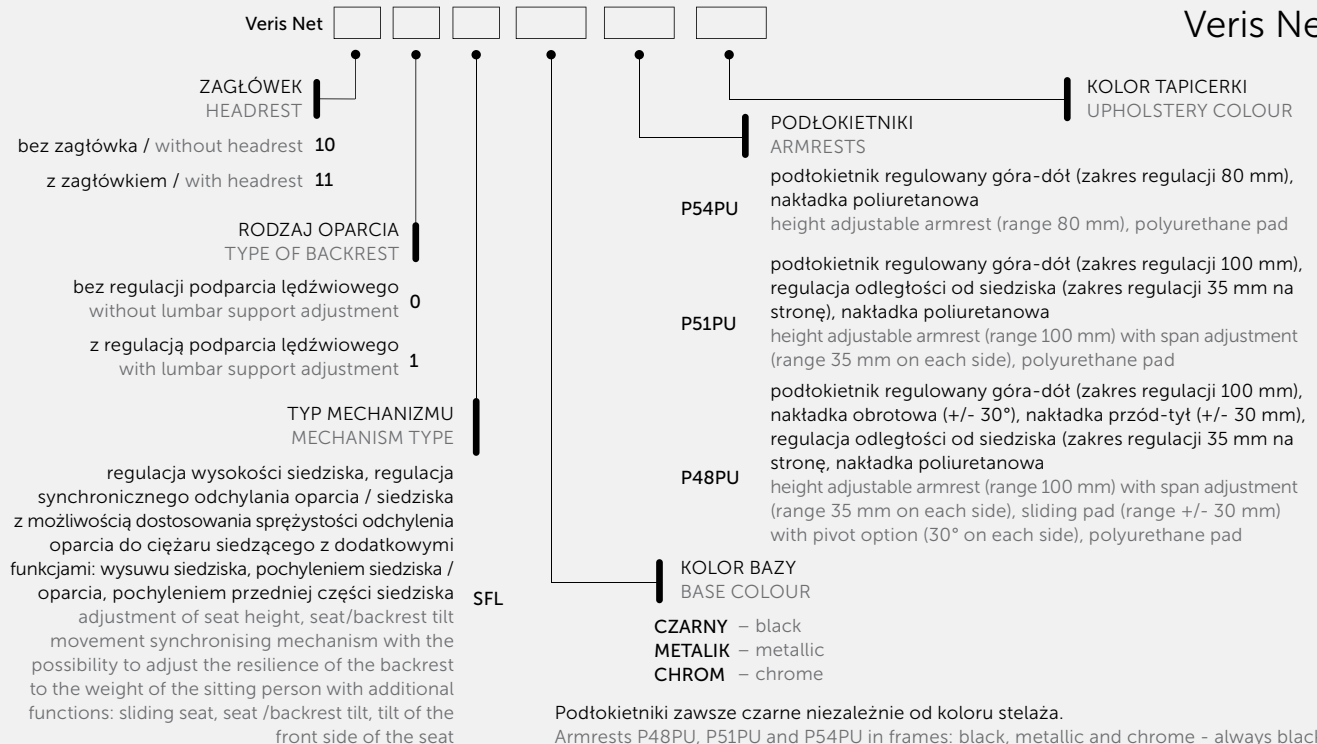 Veris Net
Veris Ne
ZAGŁÓWEK
HEADREST
bez zagłówka / without headrest 10
z zagłówkiem / with headrest 11
RODZAJ OPARCIA
TYPE OF BACKREST
bez regulacji podparcia lędźwiowego
without lumbar support adjustment
0
z regulacją podparcia lędźwiowego
with lumbar support adjustment
1
TYP MECHANIZMU
MECHANISM TYPE
regulacja wysokości siedziska, regulacja
synchronicznego odchylania oparcia / siedziska
z możliwością dostosowania sprężystości odchylenia
oparcia do ciężaru siedzącego z dodatkowymi
funkcjami: wysuwu siedziska, pochyleniem siedziska /
oparcia, pochyleniem przedniej części siedziska
adjustment of seat height, seat/backrest tilt
movement synchronising mechanism with the
possibility to adjust the resilience of the backrest
to the weight of the sitting person with additional
functions: sliding seat, seat /backrest tilt, tilt of the
front side of the seat
SFL
KOLOR TAPICERKI
UPHOLSTERY COLOUR
PODŁOKIETNIKI
ARMRESTS
P54PU
podłokietnik regulowany góra-dół (zakres regulacji 80 mm),
nakładka poliuretanowa
height adjustable armrest (range 80 mm), polyurethane pad
P51PU
podłokietnik regulowany góra-dół (zakres regulacji 100 mm),
regulacja odległości od siedziska (zakres regulacji 35 mm na
stronę), nakładka poliuretanowa
height adjustable armrest (range 100 mm) with span adjustment
(range 35 mm on each side), polyurethane pad
P48PU
podłokietnik regulowany góra-dół (zakres regulacji 100 mm),
nakładka obrotowa (+/- 30°), nakładka przód-tył (+/- 30 mm),
regulacja odległości od siedziska (zakres regulacji 35 mm na
stronę, nakładka poliuretanowa
height adjustable armrest (range 100 mm) with span adjustment
(range 35 mm on each side), sliding pad (range +/- 30 mm)
with pivot option (30° on each side), polyurethane pad
KOLOR BAZY
BASE COLOUR
CZARNY – black
METALIK – metallic
CHROM – chrome
Podłokietniki zawsze czarne niezależnie od koloru stelaża.
Armrests P48PU, P51PU and P54PU in frames: black, metallic and chrome - always black